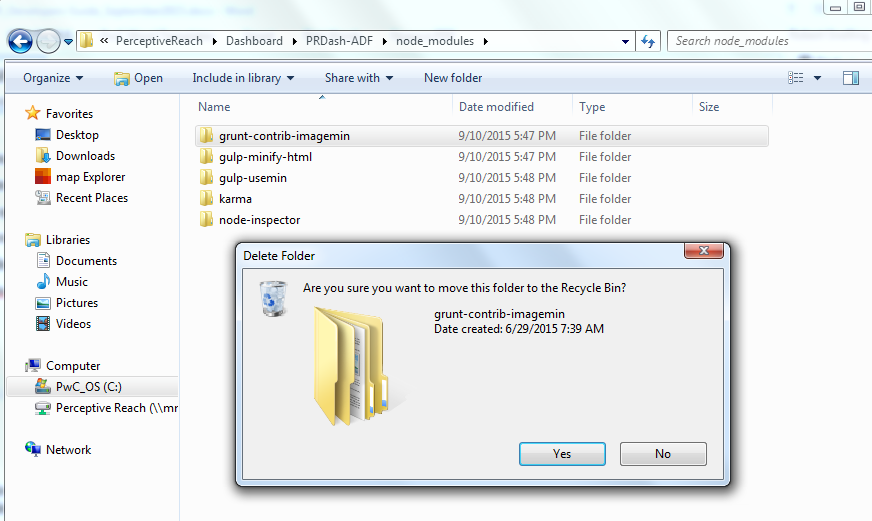 PerceptiveReach Dashboard PRDash-ADF node_modules
Search node_modules
Organize Open Include in library Share with New folder
Favorites
Desktop
Downloads
map Explorer
Recent Places
Libraries
Documents
Music
Pictures
Videos
Computer
PwC_OS (C:)
Perceptive Reach (\\mr
Network
Name Date modified Type Size
grunt-contrib-imagemin 9/10/2015 5:47 PM File folder
gulp-minify-html 9/10/2015 5:47 PM File folder
gulp-usemin 9/10/2015 5:48 PM File folder
karma 9/10/2015 5:48 PM File folder
node-inspector 9/10/2015 5:48 PM File folder
Delete Folder
Are you sure you want to move this folder to the Recycle Bin?
grunt-contrib-imagemin
Date created: 6/29/2015 7:39 AM
Yes No